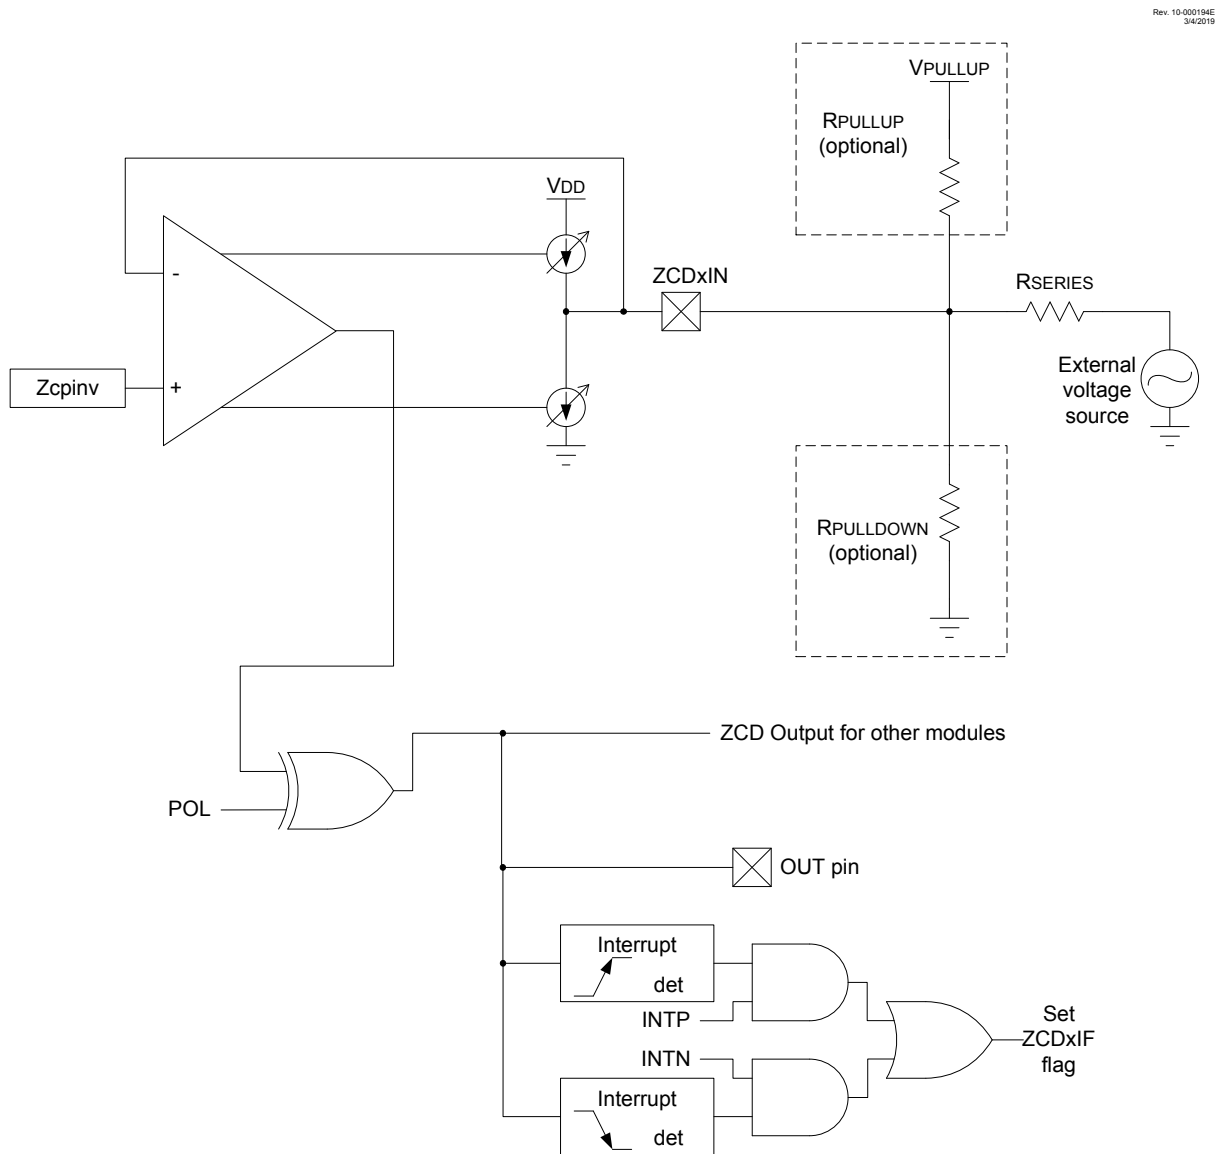 Rev. 10-000194E
3/4/2019
VPULLUP
RPULLUP
(optional)
VDD
-
ZCDxIN
RSERIES
Zcpinv
+
External
voltage
source
RPULLDOWN
(optional)
ZCD Output for other modules
POL
OUT pin
Interrupt
det
INTP
Set
ZCDxIF
flag
INTN
Interrupt
det